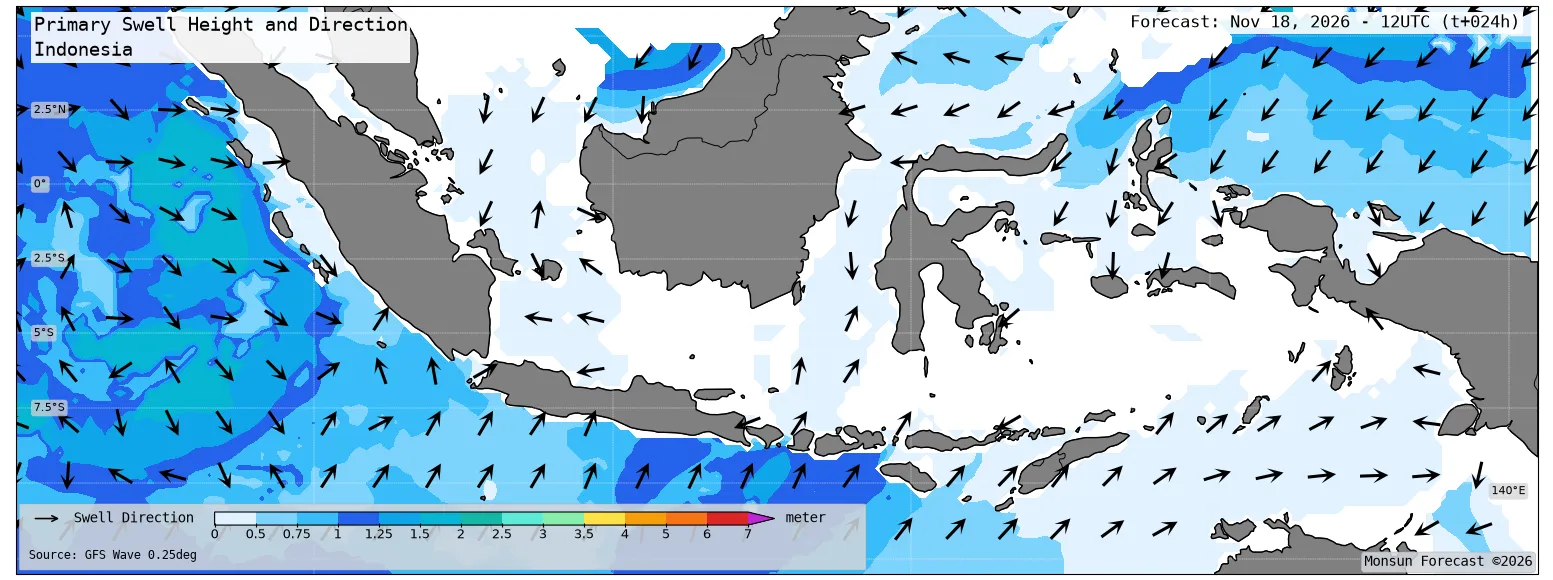 Primary Swell Height and Direction
Indonesia
Forecast: Nov 18, 2026 - 12UTC (t+024h)
2.5°N
0°
2.5°S
5°S
7.5°S
140°E
Swell Direction
0 0.5 0.75 1 1.25 1.5 2 2.5 3 3.5 4 5 6 7
meter
Source: GFS Wave 0.25deg
Monsun Forecast ©2026